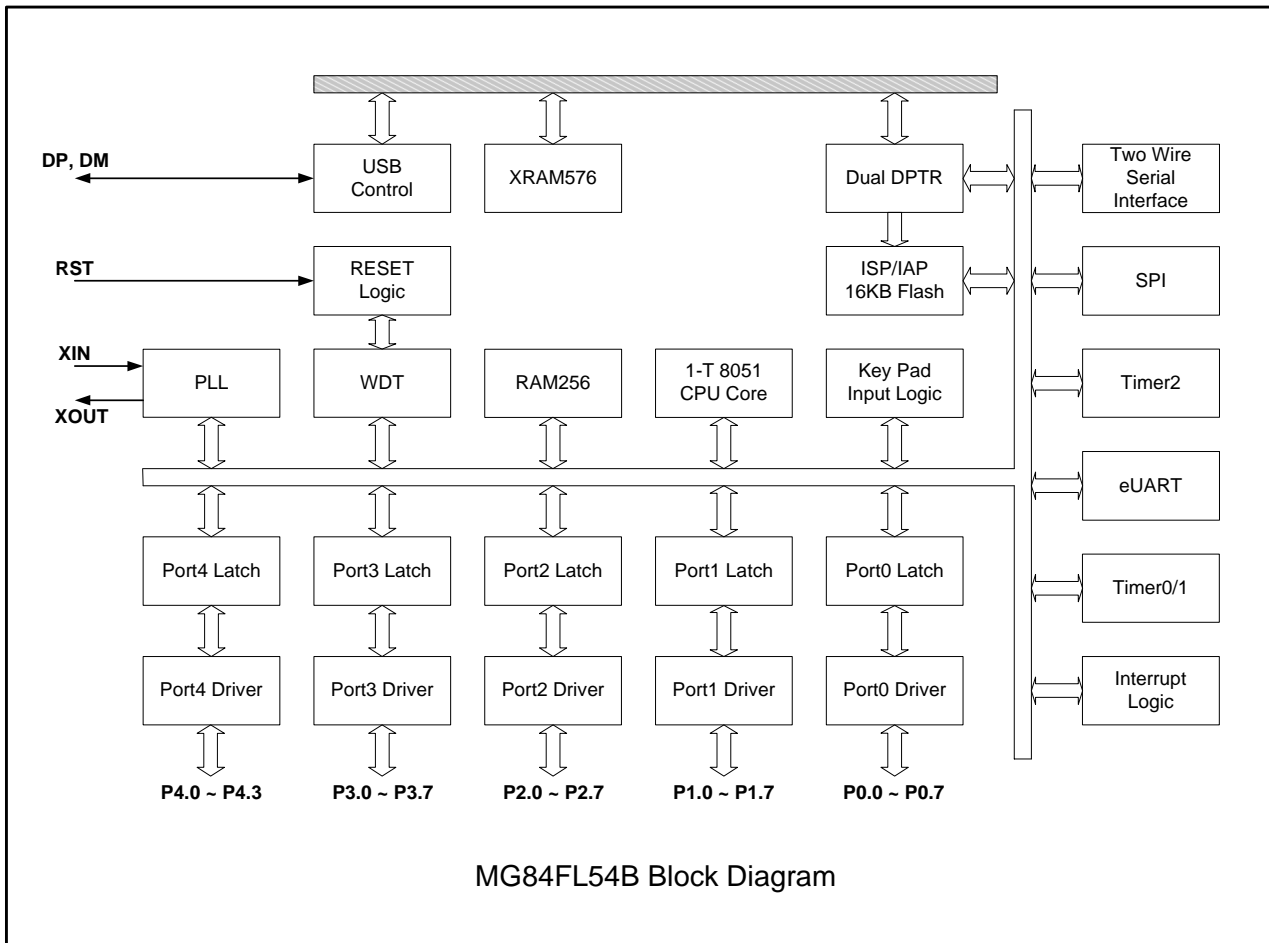 DP, DM
USB
Control
XRAM576
Dual DPTR
Two Wire
Serial
Interface
RST
RESET
Logic
ISP/IAP
16KB Flash
SPI
XIN
XOUT
PLL
WDT
RAM256
1-T 8051
CPU Core
Key Pad
Input Logic
Timer2
eUART
Port4 Latch
Port3 Latch
Port2 Latch
Port1 Latch
Port0 Latch
Timer0/1
Port4 Driver
Port3 Driver
Port2 Driver
Port1 Driver
Port0 Driver
Interrupt
Logic
P4.0 ~ P4.3
P3.0 ~ P3.7
P2.0 ~ P2.7
P1.0 ~ P1.7
P0.0 ~ P0.7
MG84FL54B Block Diagram